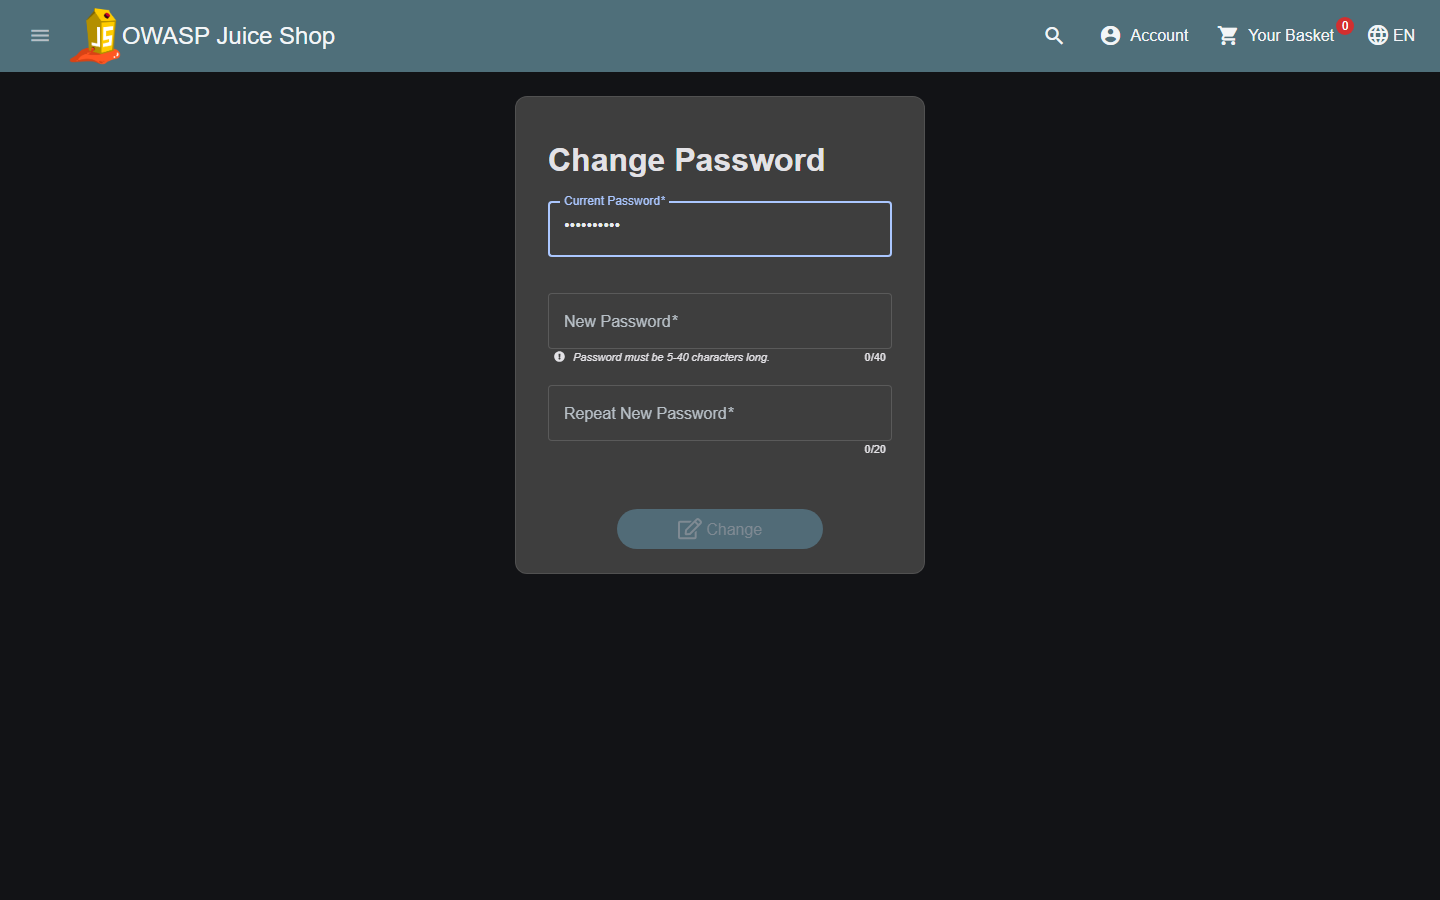 JS OWASP Juice Shop
Account
Your Basket 0
EN
Change Password
Current Password*
••••••••••
New Password*
Password must be 5-40 characters long. 0/40
Repeat New Password*
0/20
Change